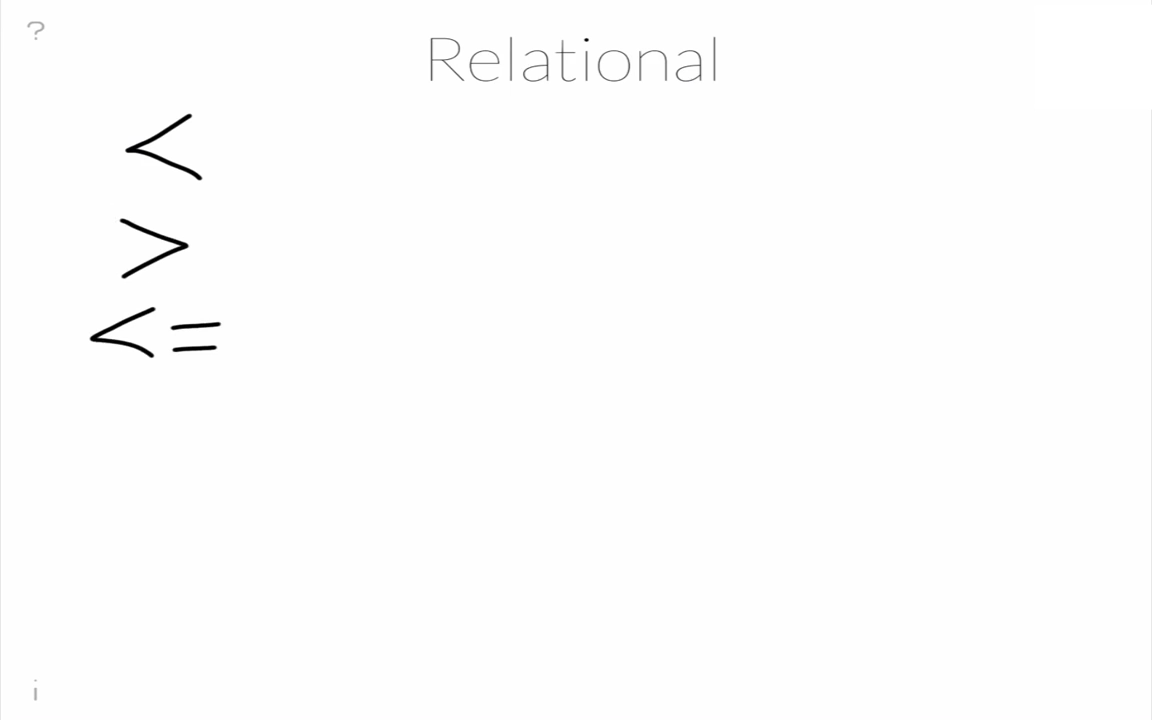 ?
Relational
<
>
<=
i